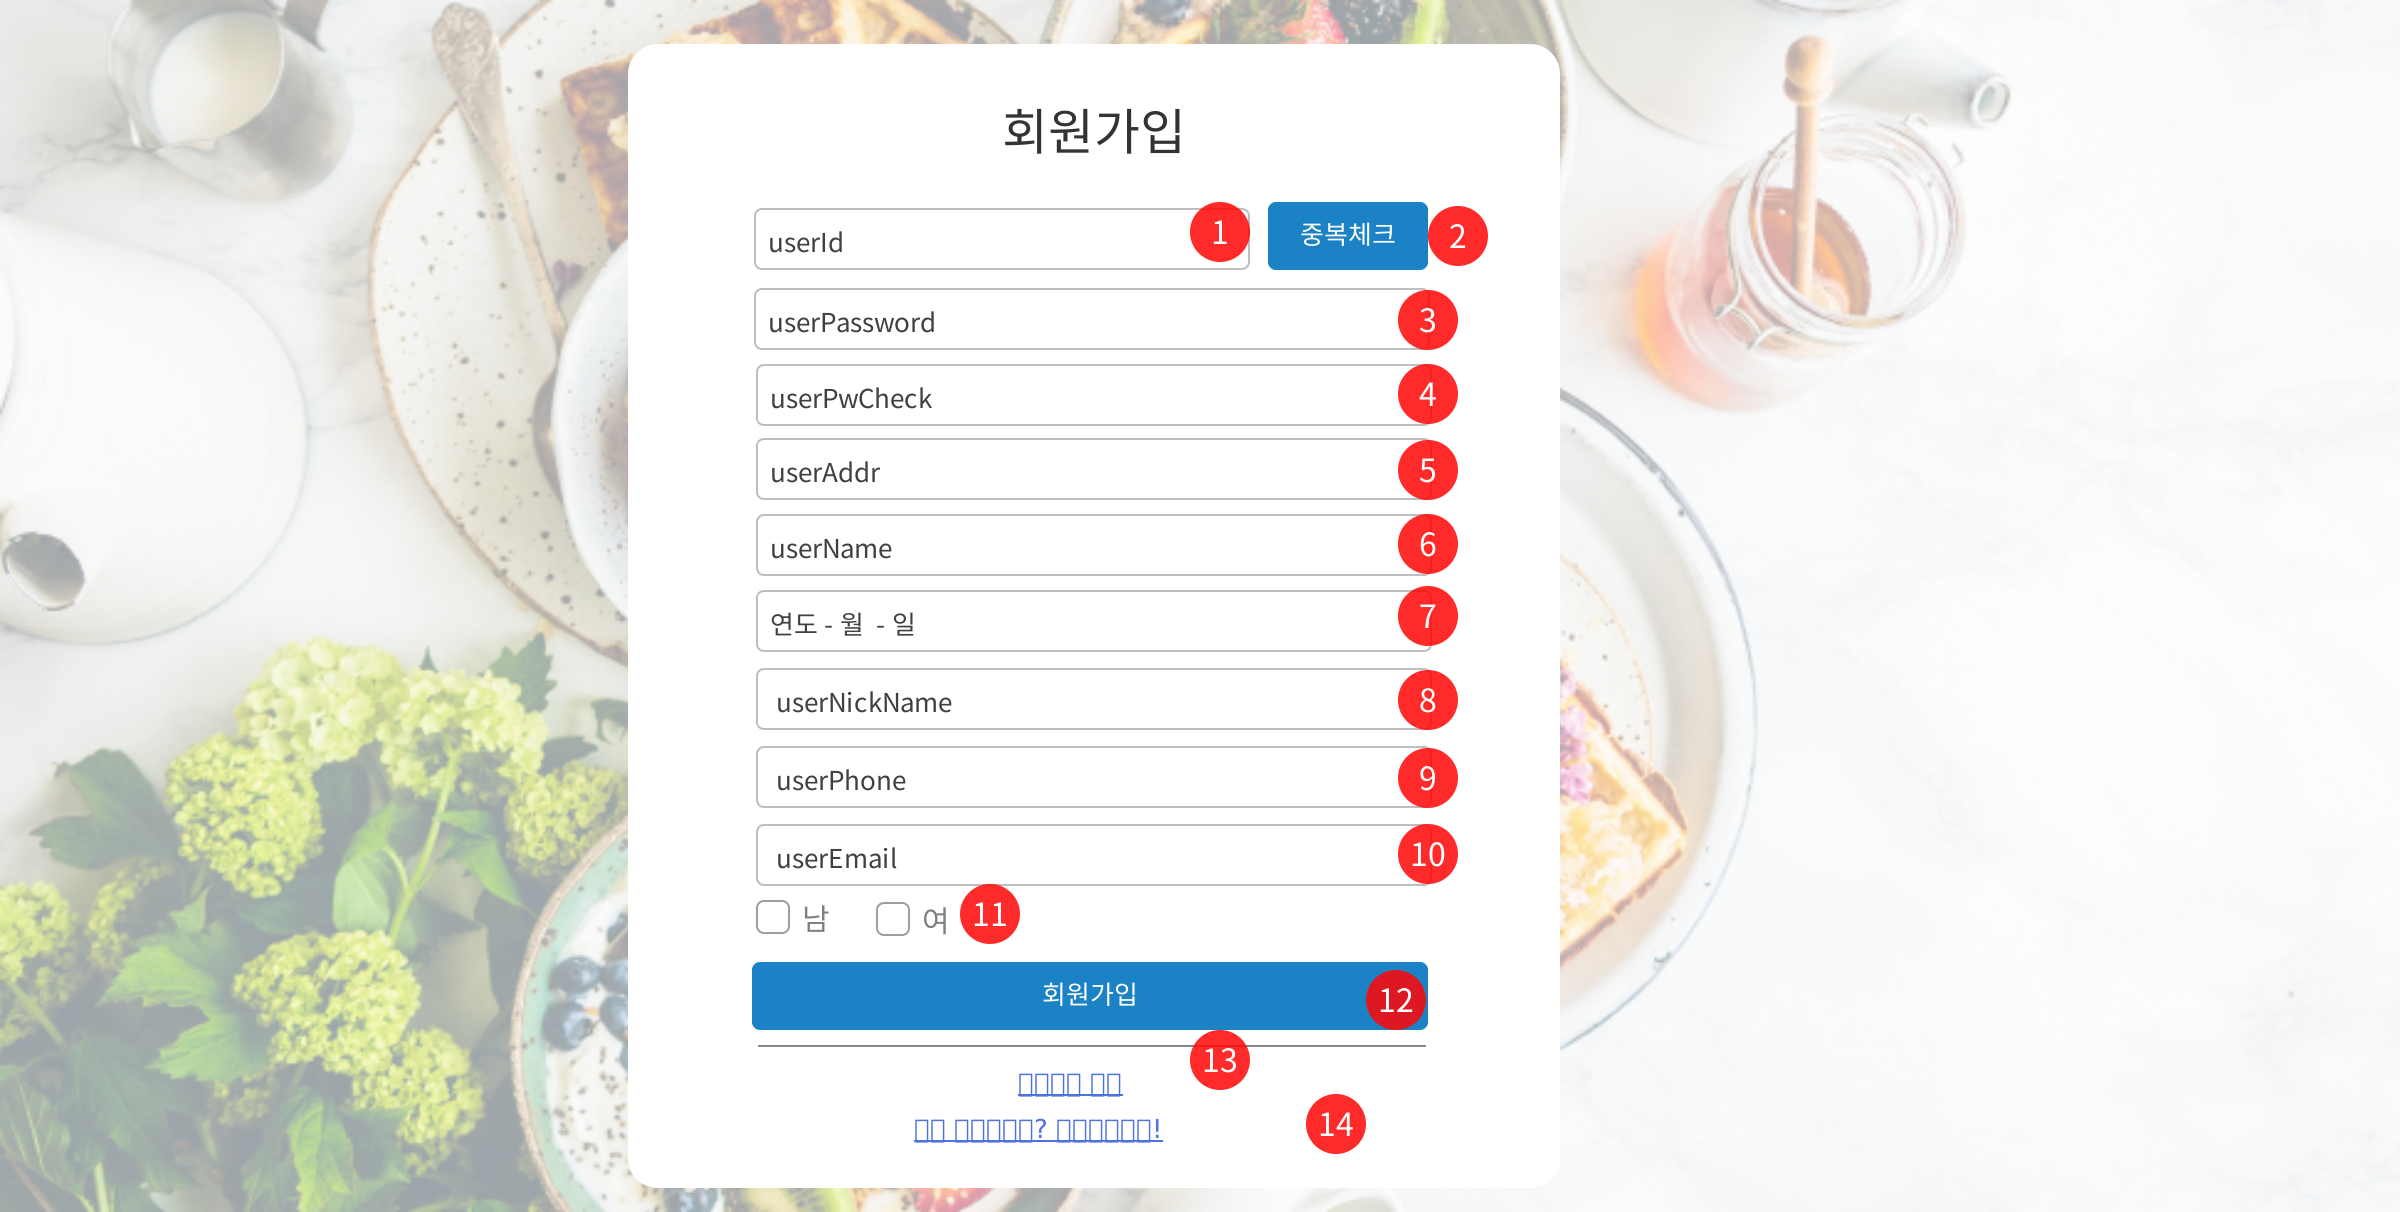 회원가입
userId 1 중복체크 2
userPassword 3
userPwCheck 4
userAddr 5
userName 6
연도 - 월 - 일 7
userNickName 8
userPhone 9
userEmail 10
남 여 11
회원가입 12
13
? ! 14